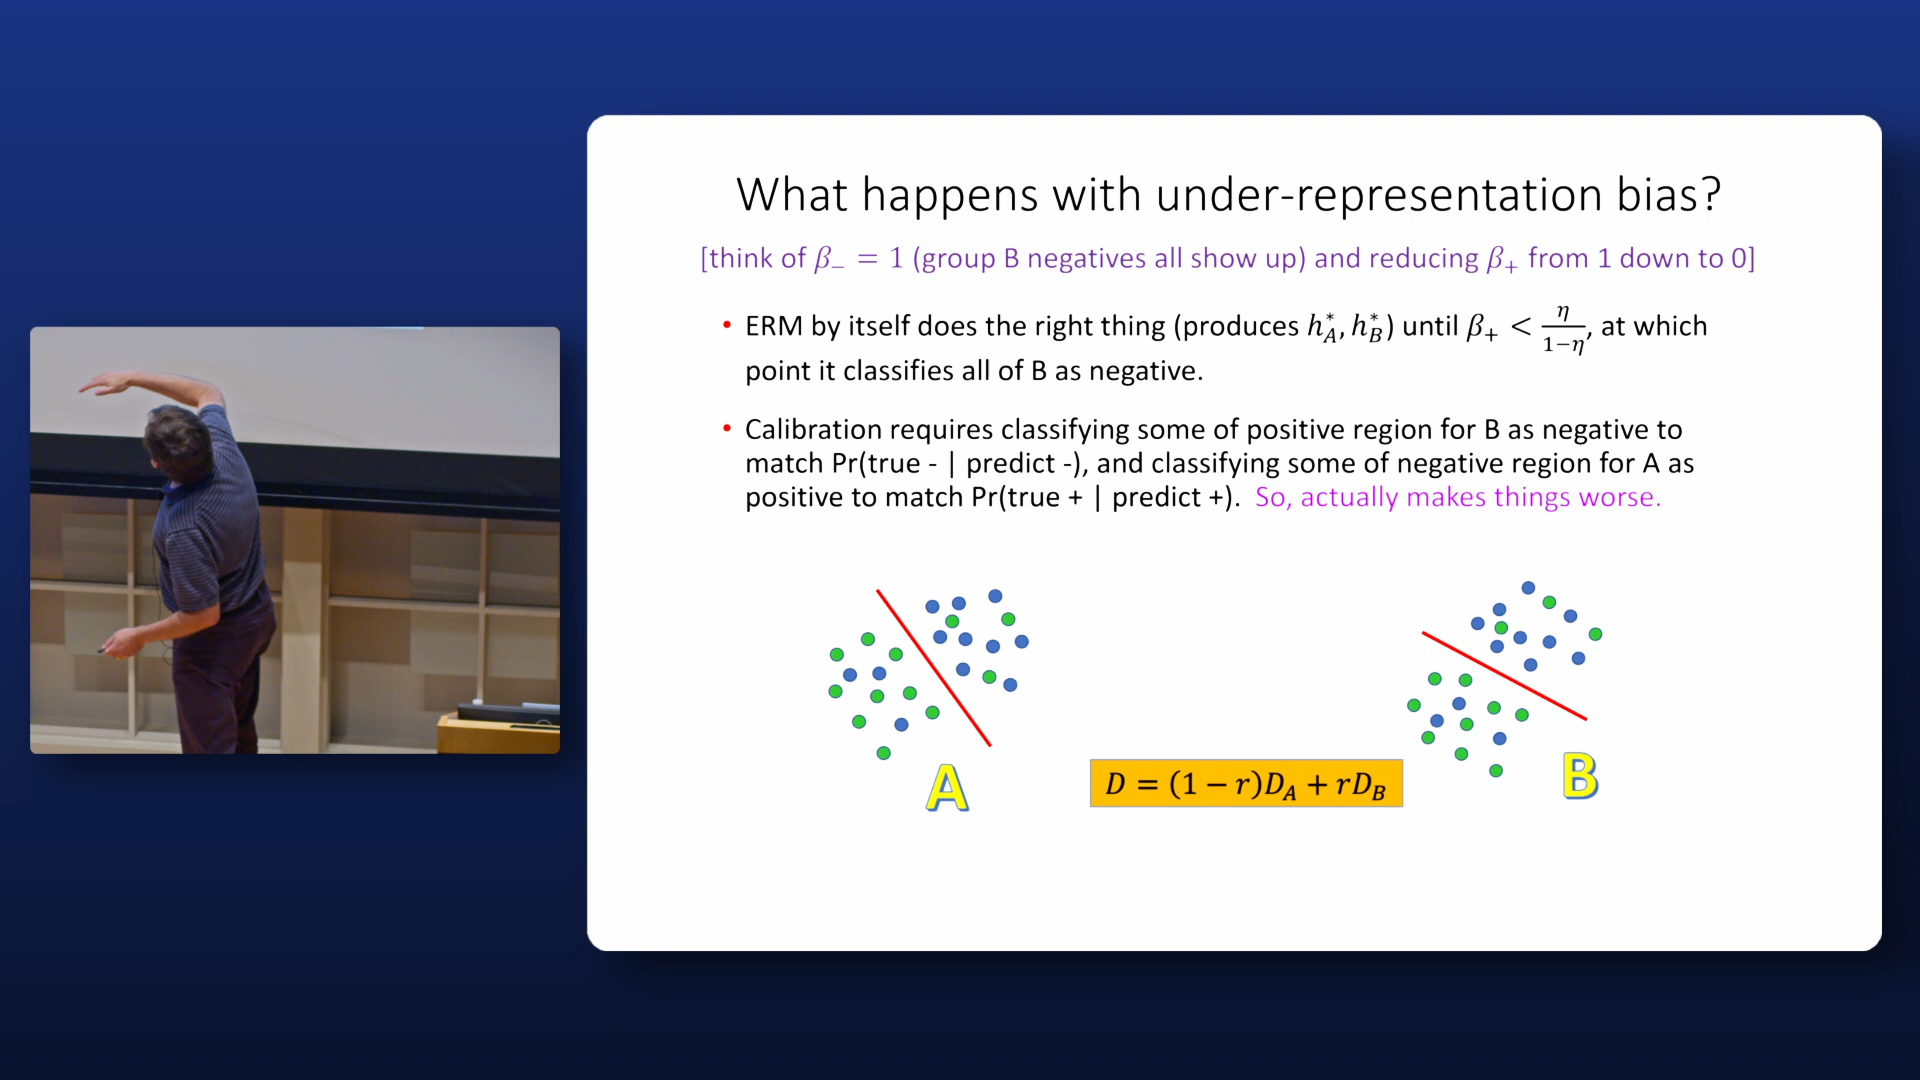 What happens with under-representation bias?
[think of β₋ = 1 (group B negatives all show up) and reducing β₊ from 1 down to 0]
• ERM by itself does the right thing (produces h*_A, h*_B) until β₊ < η/(1−η), at which
point it classifies all of B as negative.
• Calibration requires classifying some of positive region for B as negative to
match Pr(true - | predict -), and classifying some of negative region for A as
positive to match Pr(true + | predict +). So, actually makes things worse.
A
D = (1 − r)D_A + rD_B
B